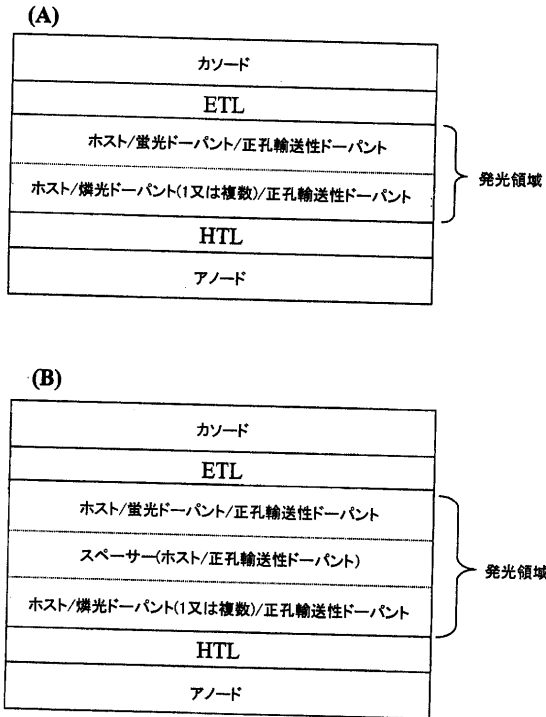 (A)
カソード
ETL
ホスト/蛍光ドーパント/正孔輸送性ドーパント
ホスト/燐光ドーパント(1又は複数)/正孔輸送性ドーパント
HTL
アノード
発光領域
(B)
カソード
ETL
ホスト/蛍光ドーパント/正孔輸送性ドーパント
スペーサー(ホスト/正孔輸送性ドーパント)
ホスト/燐光ドーパント(1又は複数)/正孔輸送性ドーパント
HTL
アノード
発光領域